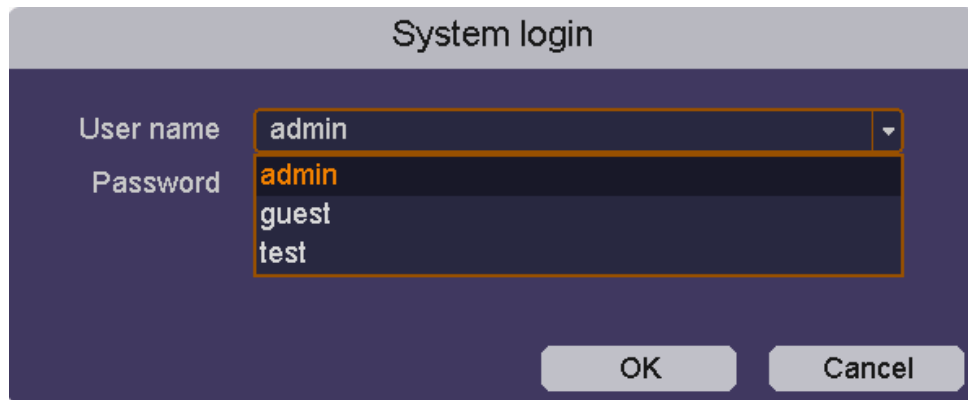 System login
User name admin
admin
Password
guest
test
OK Cancel